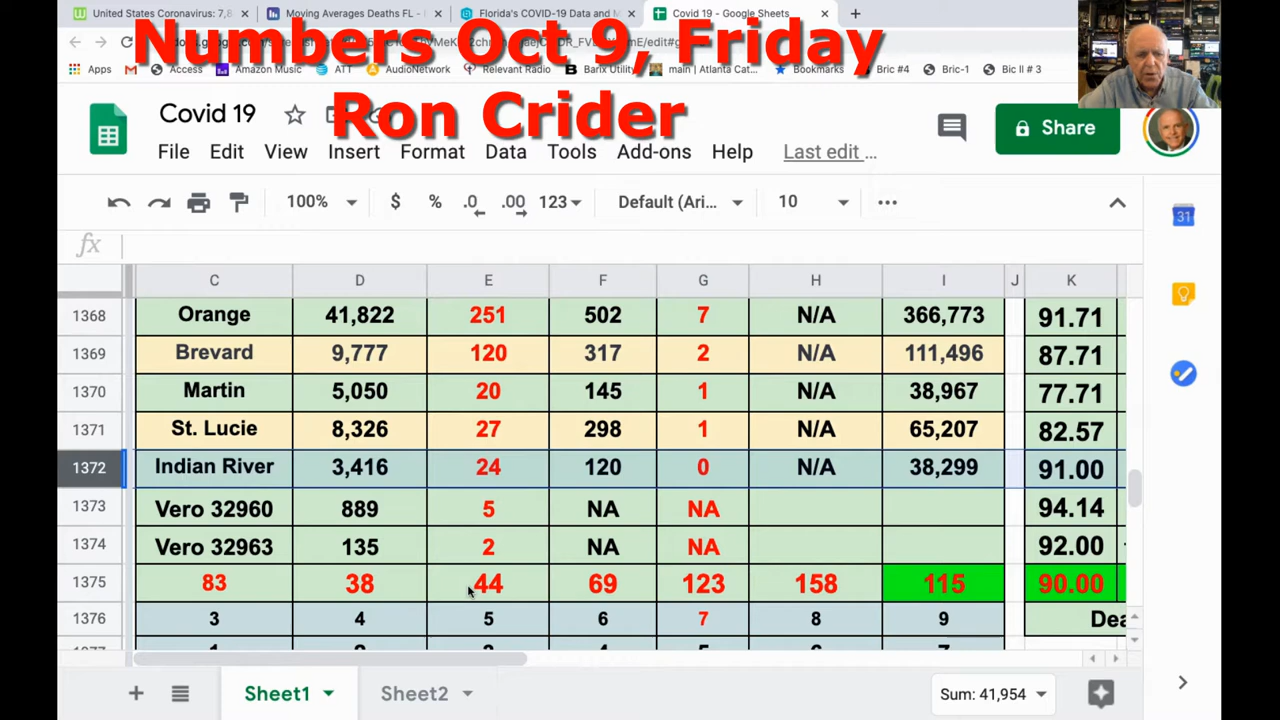 United States Coronavirus: 7,8
Moving Averages Deaths FL -
Florida's COVID-19 Data and
Covid 19 - Google Sheets
Numbers Oct 9, Friday
Ron Crider
Apps
Access
Amazon Music
ATT
AudioNetwork
Relevant Radio
Barix Utility
main | Atlanta Cat...
Bookmarks
Bric #4
Bric-1
Bic II # 3
Covid 19
Share
File Edit View Insert Format Data Tools Add-ons Help Last edit ...
100% $ % .0 .00 123 Default (Ari... 10
fx
C D E F G H I J K
1368 Orange 41,822 251 502 7 N/A 366,773 91.71
1369 Brevard 9,777 120 317 2 N/A 111,496 87.71
1370 Martin 5,050 20 145 1 N/A 38,967 77.71
1371 St. Lucie 8,326 27 298 1 N/A 65,207 82.57
1372 Indian River 3,416 24 120 0 N/A 38,299 91.00
1373 Vero 32960 889 5 NA NA 94.14
1374 Vero 32963 135 2 NA NA 92.00
1375 83 38 44 69 123 158 115 90.00
1376 3 4 5 6 7 8 9 Dea
Sheet1 Sheet2 Sum: 41,954
31